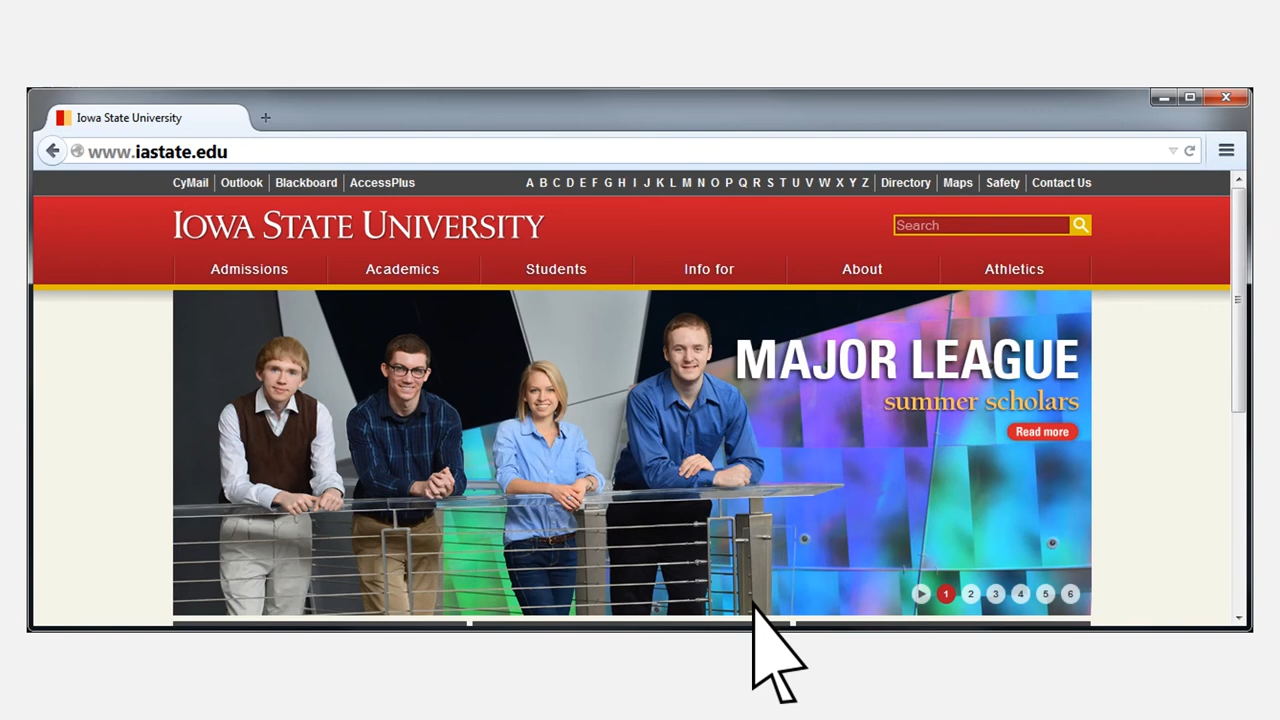 Iowa State University
www.iastate.edu
CyMail Outlook Blackboard AccessPlus A B C D E F G H I J K L M N O P Q R S T U V W X Y Z Directory Maps Safety Contact Us
IOWA STATE UNIVERSITY
Search
Admissions Academics Students Info for About Athletics
MAJOR LEAGUE
summer scholars
Read more
1 2 3 4 5 6